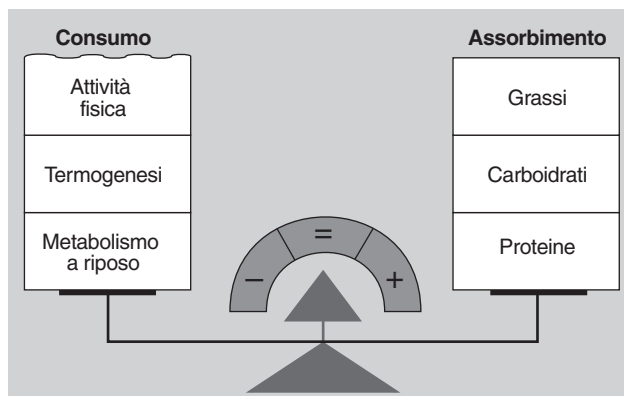 Consumo
Attività
fisica
Termogenesi
Metabolismo
a riposo
Assorbimento
Grassi
Carboidrati
Proteine
−
=
+